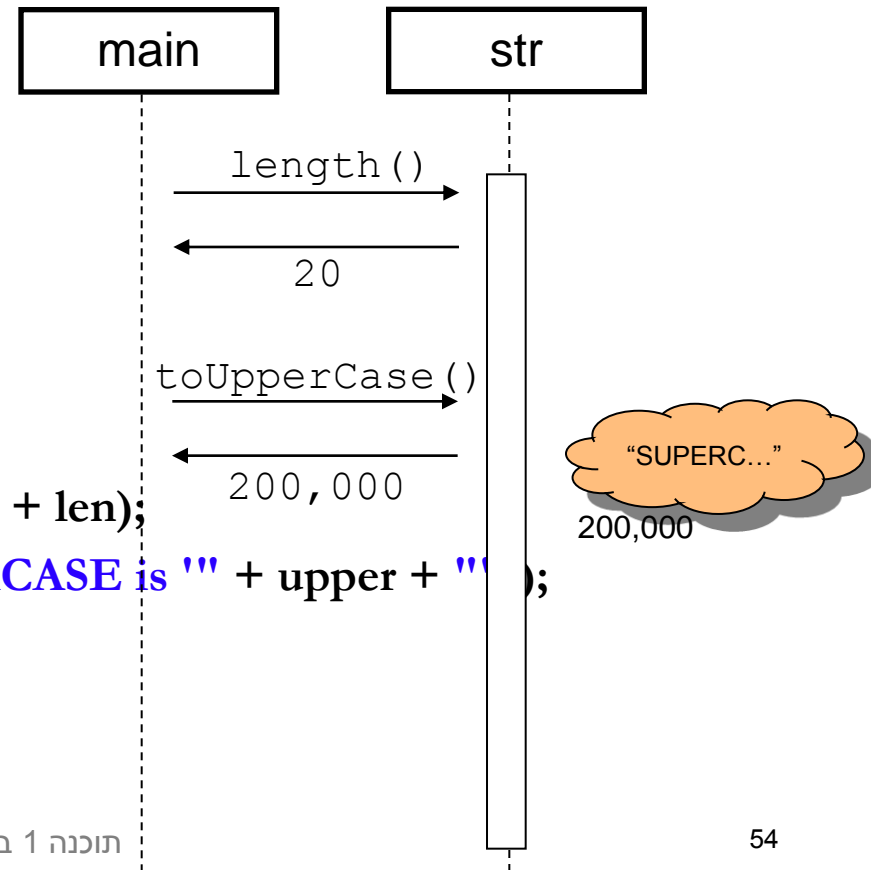 main str
length()
20
toUpperCase()
200,000
“SUPERC…”
200,000
+ len);
CASE is '" + upper + "' );
תוכנה 1 ב
54